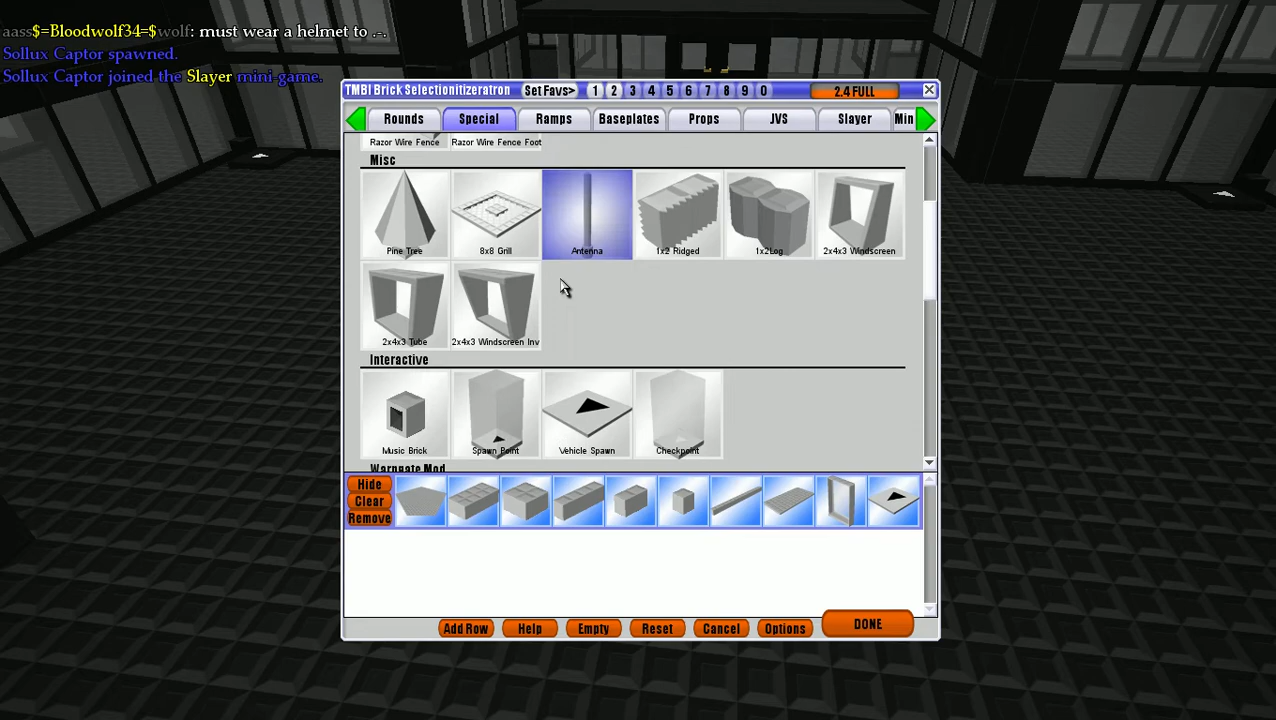 aass$=Bloodwolf34=$wolf: must wear a helmet to .-.
Sollux Captor spawned.
Sollux Captor joined the Slayer mini-game.
TMBI Brick Selectionitizeratron Set Favs> 1 2 3 4 5 6 7 8 9 0 2.4 FULL
Rounds Special Ramps Baseplates Props JVS Slayer Min
Razor Wire Fence Razor Wire Fence Foot
Misc
Pine Tree 8x8 Grill Antenna 1x2 Ridged 1x2Log 2x4x3 Windscreen
2x4x3 Tube 2x4x3 Windscreen Inv
Interactive
Music Brick Spawn Point Vehicle Spawn Checkpoint
Warngate Mod
Hide
Clear
Remove
Add Row Help Empty Reset Cancel Options DONE